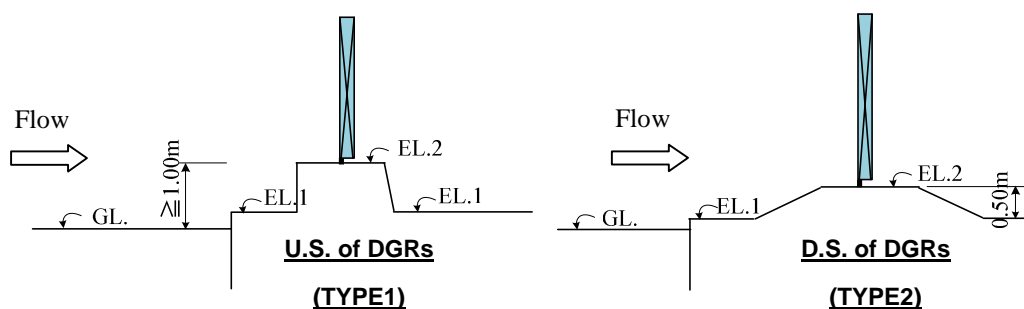 Flow
GL.
≧1.00m
EL.1
EL.2
EL.1
U.S. of DGRs
(TYPE1)
Flow
GL.
EL.1
EL.2
0.50m
D.S. of DGRs
(TYPE2)